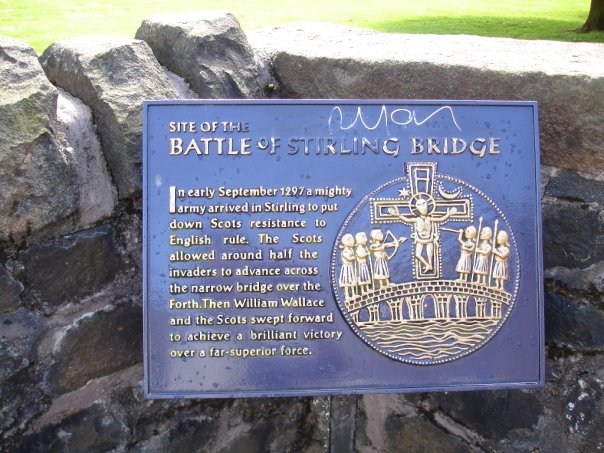 SITE OF THE
BATTLE OF STIRLING BRIDGE
In early September 1297 a mighty
army arrived in Stirling to put
down Scots resistance to
English rule. The Scots
allowed around half the
invaders to advance across
the narrow bridge over the
Forth.Then William Wallace
and the Scots swept forward
to achieve a brilliant victory
over a far-superior force.